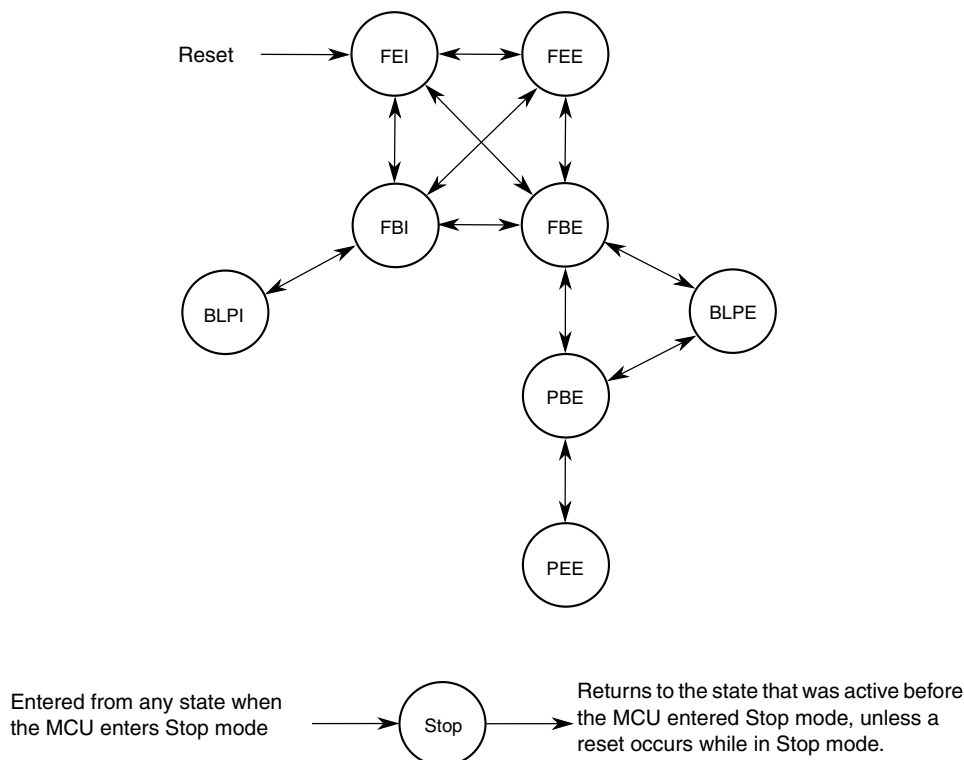 Reset
FEI
FEE
FBI
FBE
BLPI
BLPE
PBE
PEE
Entered from any state when
the MCU enters Stop mode
Stop
Returns to the state that was active before
the MCU entered Stop mode, unless a
reset occurs while in Stop mode.